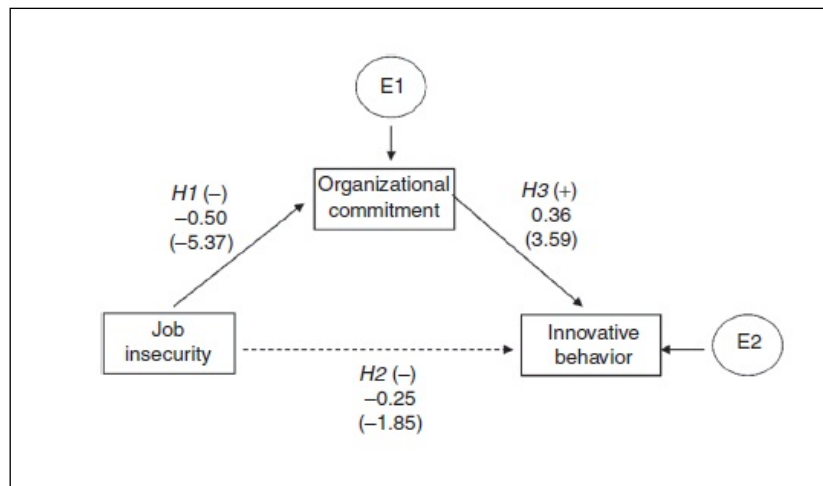 E1
Organizational
commitment
H1 (–)
–0.50
(–5.37)
H3 (+)
0.36
(3.59)
Job
insecurity
Innovative
behavior
E2
H2 (–)
–0.25
(–1.85)